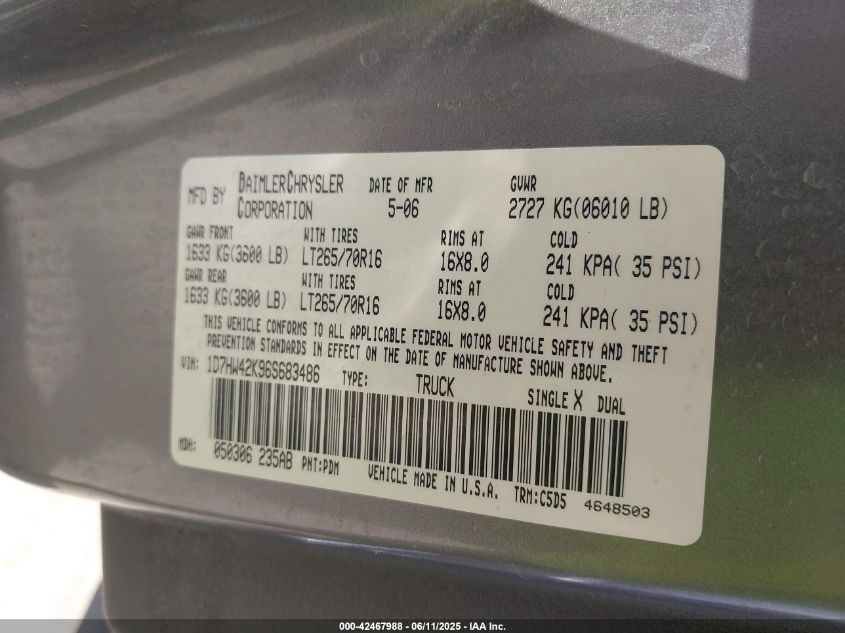 MFD BY DAIMLERCHRYSLER CORPORATION DATE OF MFR 5-06 GVWR 2727 KG(06010 LB)
GAWR FRONT WITH TIRES RIMS AT COLD
1633 KG(3600 LB) LT265/70R16 16X8.0 241 KPA( 35 PSI)
GAWR REAR WITH TIRES RIMS AT COLD
1633 KG(3600 LB) LT265/70R16 16X8.0 241 KPA( 35 PSI)
THIS VEHICLE CONFORMS TO ALL APPLICABLE FEDERAL MOTOR VEHICLE SAFETY AND THEFT
PREVENTION STANDARDS IN EFFECT ON THE DATE OF MANUFACTURE SHOWN ABOVE.
VIN: 1D7HW42K96S683486 TYPE: TRUCK SINGLE X DUAL
MDH: 050306 235AB PNT:PDM VEHICLE MADE IN U.S.A. TRM:C5D5 4648503
000-42467988 - 06/11/2025 - IAA Inc.